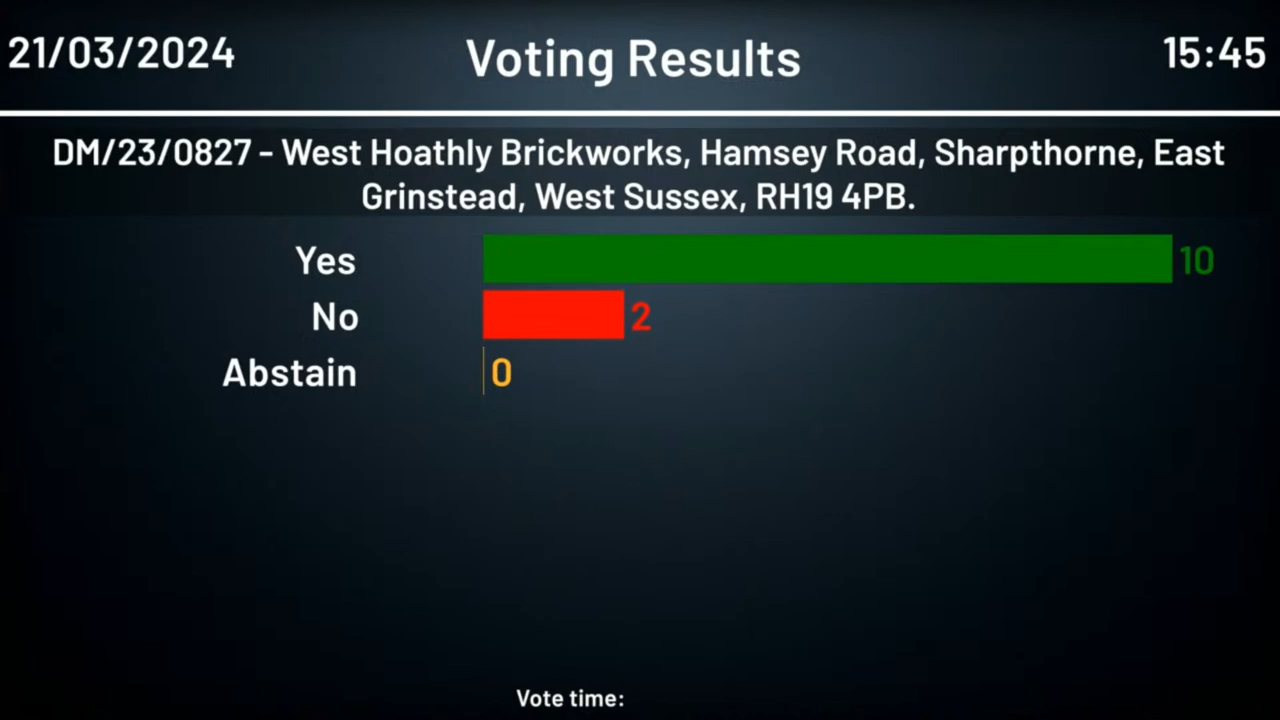 21/03/2024 Voting Results 15:45
DM/23/0827 - West Hoathly Brickworks, Hamsey Road, Sharpthorne, East
Grinstead, West Sussex, RH19 4PB.
Yes 10
No 2
Abstain 0
Vote time: